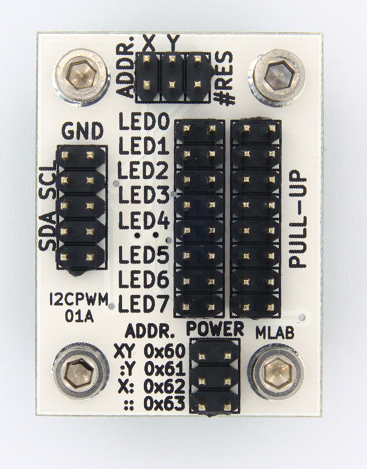 ADDR. X Y
#RES
GND
SDA SCL
LED0
LED1
LED2
LED3
LED4
LED5
LED6
LED7
PULL-UP
I2CPWM
01A
ADDR. POWER MLAB
XY 0x60
:Y 0x61
X: 0x62
:: 0x63